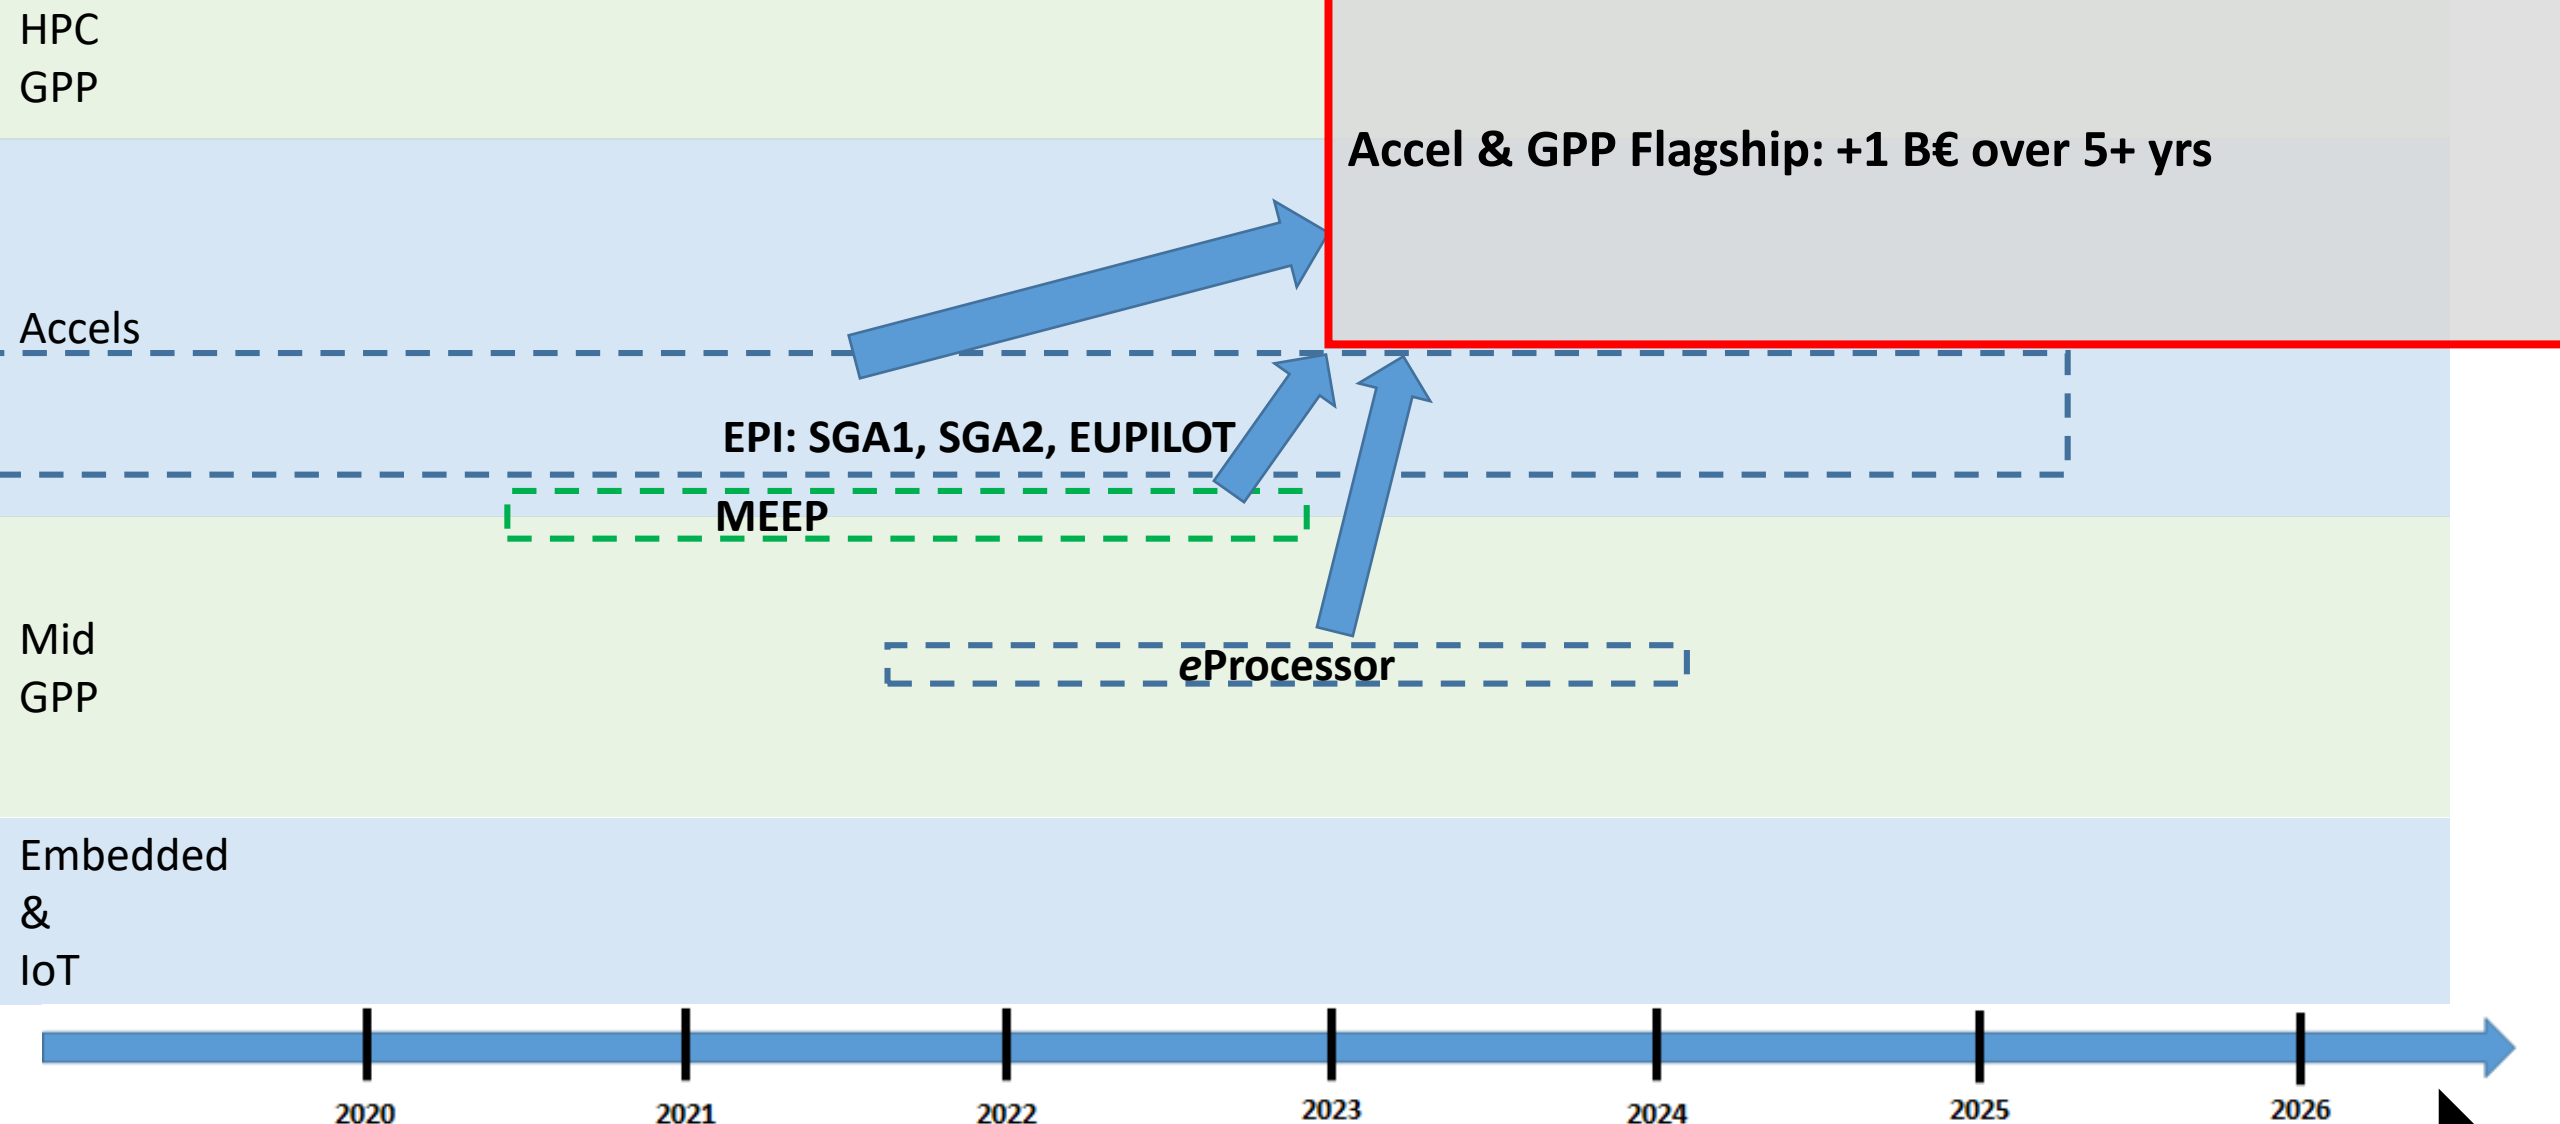 HPC
GPP
Accel & GPP Flagship: +1 B€ over 5+ yrs
Accels
EPI: SGA1, SGA2, EUPILOT
MEEP
Mid
GPP
eProcessor
Embedded
&
IoT
2020 2021 2022 2023 2024 2025 2026